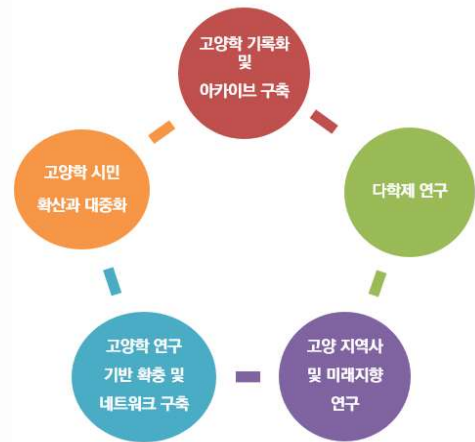 고양학 기록화
및
아카이브 구축
다학제 연구
고양 지역사
및 미래지향
연구
고양학 연구
기반 확충 및
네트워크 구축
고양학 시민
확산과 대중화